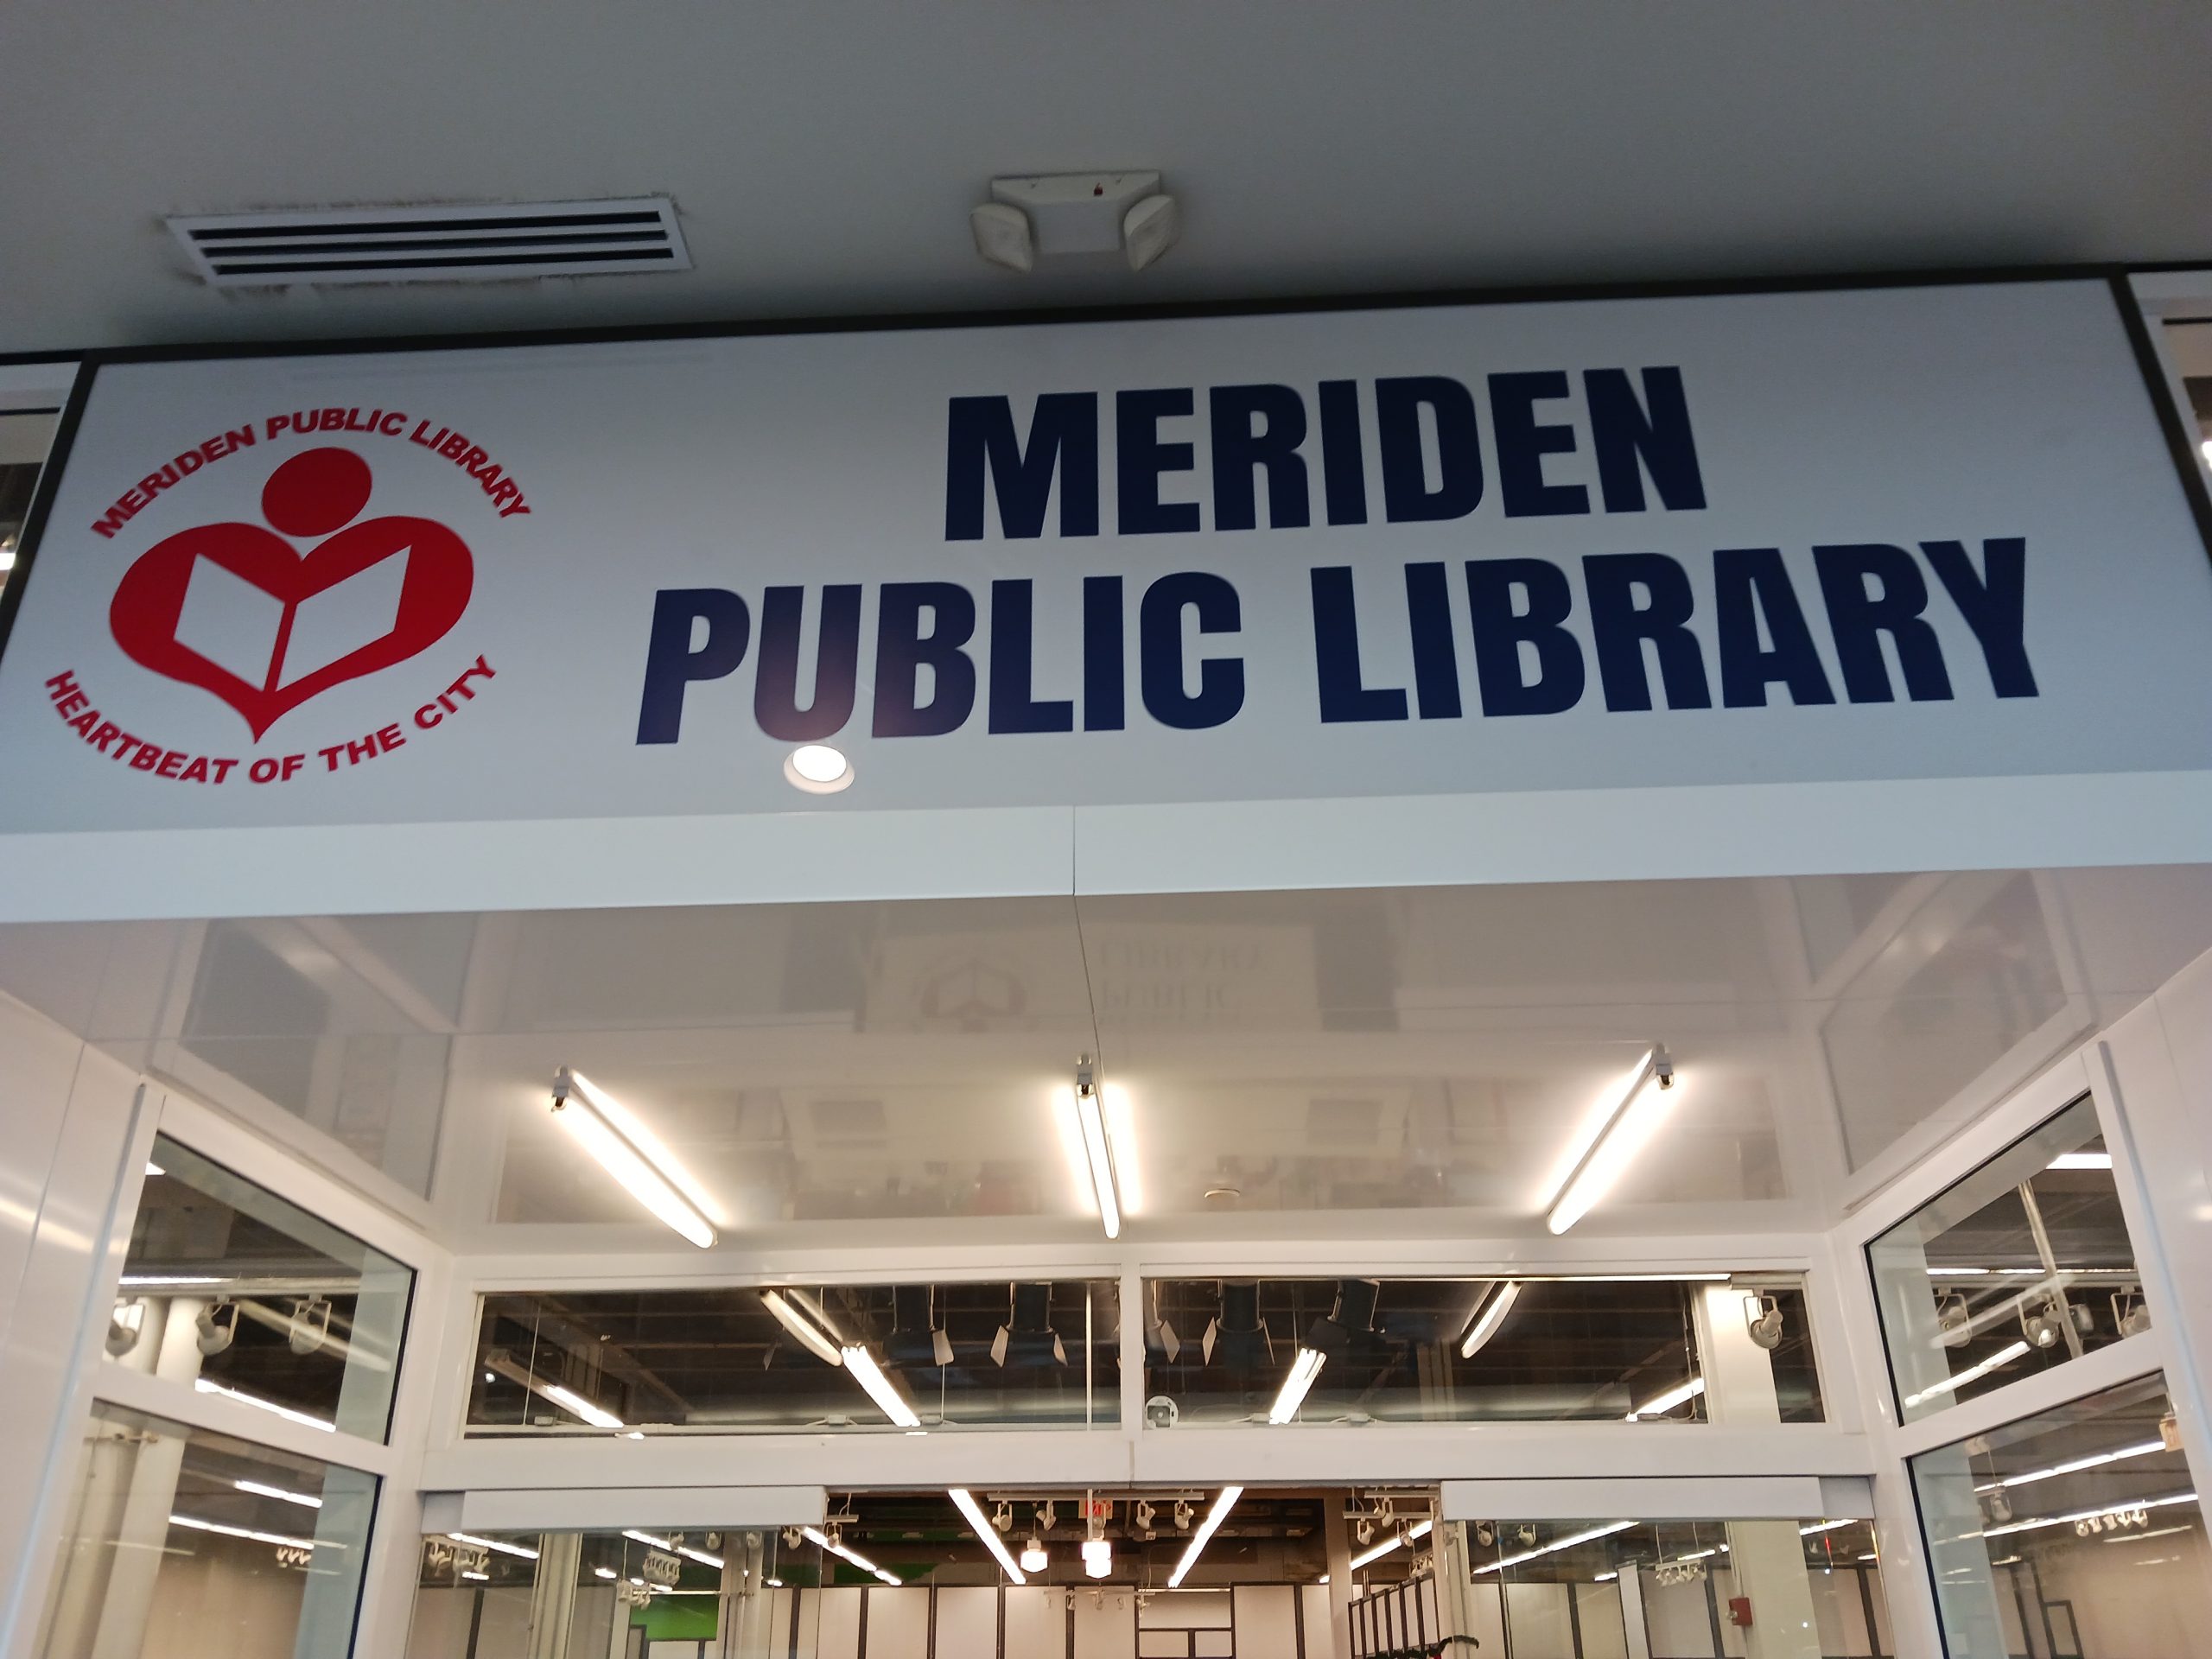 MERIDEN PUBLIC LIBRARY
HEARTBEAT OF THE CITY
MERIDEN
PUBLIC LIBRARY